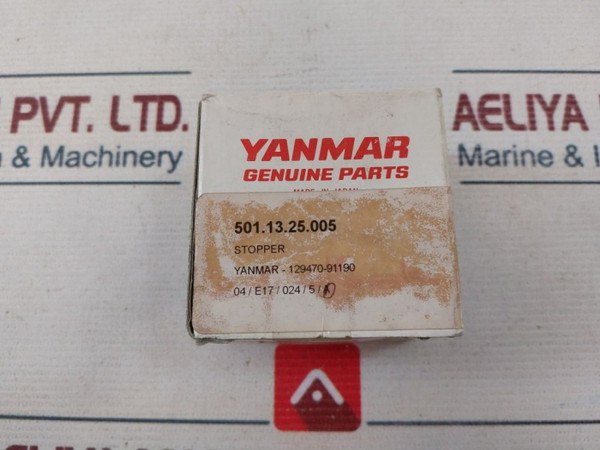 PVT. LTD.
& Machinery
AELIYA
Marine & I
YANMAR
GENUINE PARTS
MADE IN JAPAN
501.13.25.005
STOPPER
YANMAR - 129470-91190
04 / E17 / 024 / 5 /